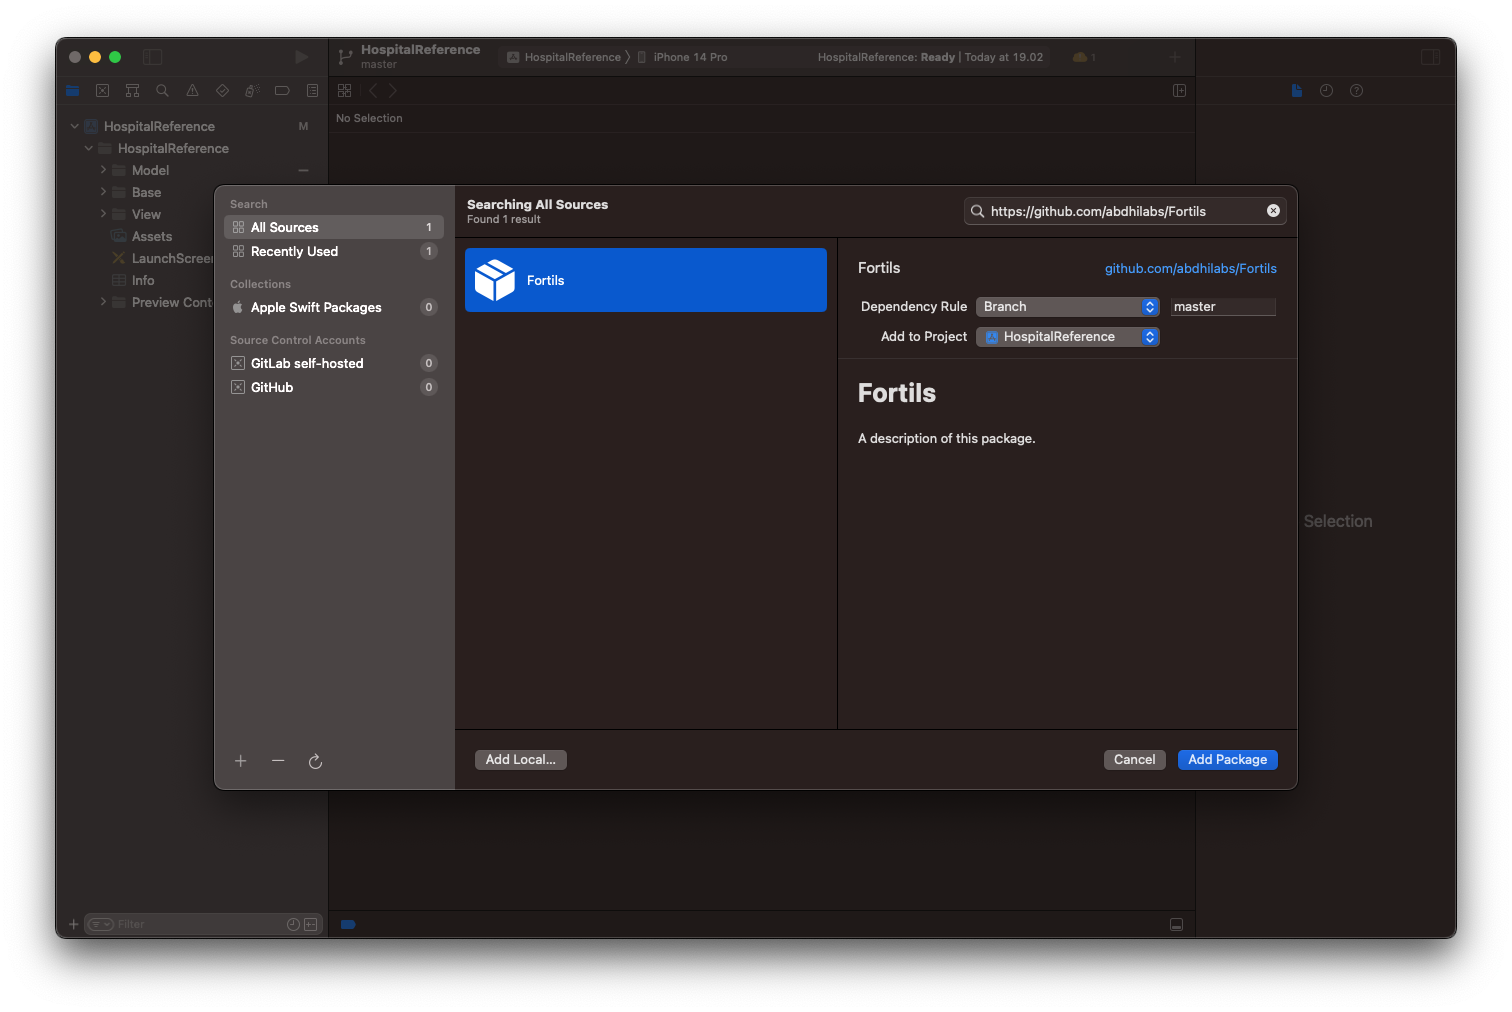 HospitalReference
master
HospitalReference
iPhone 14 Pro
HospitalReference: Ready | Today at 19.02
1
No Selection
HospitalReference
M
HospitalReference
Model
Base
View
Assets
LaunchScreen
Info
Preview Cont
Search
All Sources
1
Recently Used
1
Collections
Apple Swift Packages
0
Source Control Accounts
GitLab self-hosted
0
GitHub
0
Searching All Sources
Found 1 result
https://github.com/abdhilabs/Fortils
Fortils
Fortils
github.com/abdhilabs/Fortils
Dependency Rule
Branch
master
Add to Project
HospitalReference
Fortils
A description of this package.
Selection
Add Local...
Cancel
Add Package
Filter